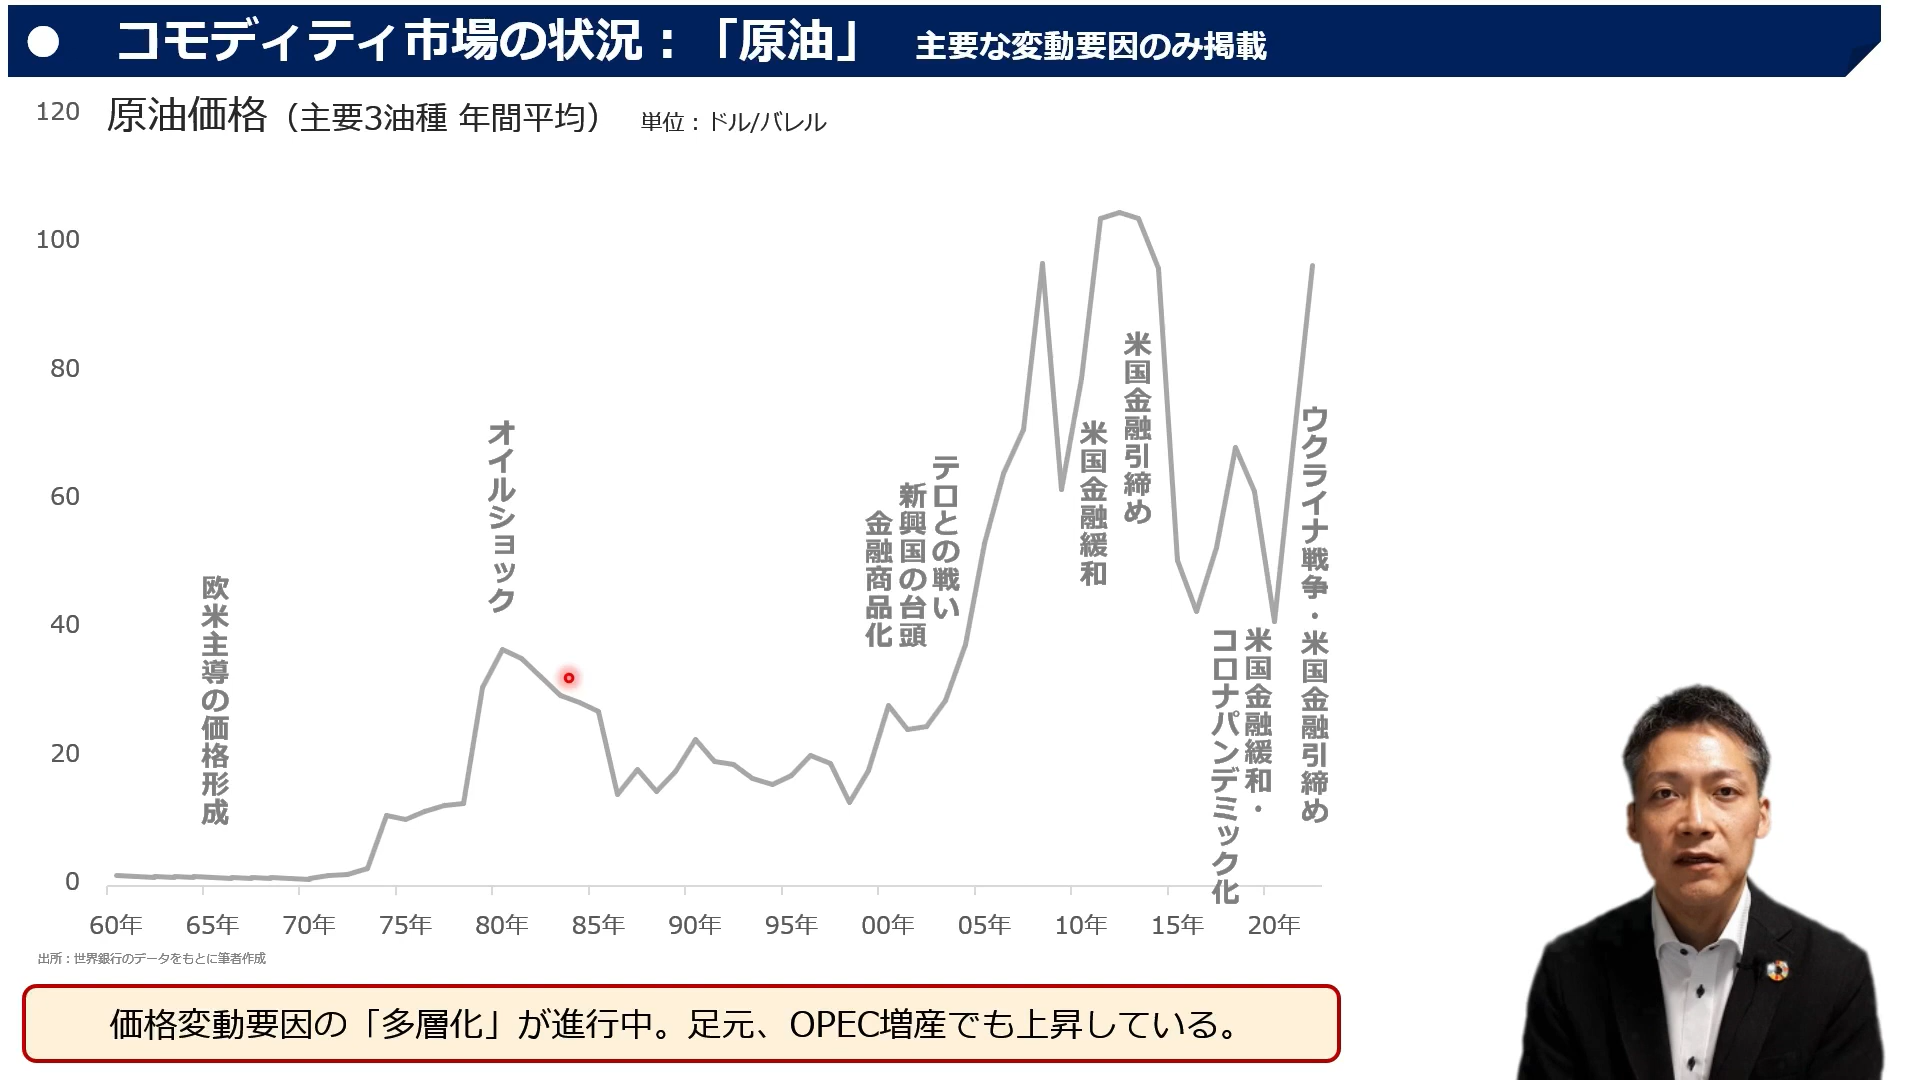 コモディティ市場の状況：「原油」 主要な変動要因のみ掲載
原油価格（主要3油種 年間平均） 単位：ドル/バレル
120
100
80
60
40
20
0
欧米主導の価格形成
オイルショック
金融商品化
新興国の台頭
テロとの戦い
米国金融緩和
米国金融引締め
米国金融緩和・
コロナパンデミック化
ウクライナ戦争・米国金融引締め
60年 65年 70年 75年 80年 85年 90年 95年 00年 05年 10年 15年 20年
出所：世界銀行のデータをもとに筆者作成
価格変動要因の「多層化」が進行中。足元、OPEC増産でも上昇している。